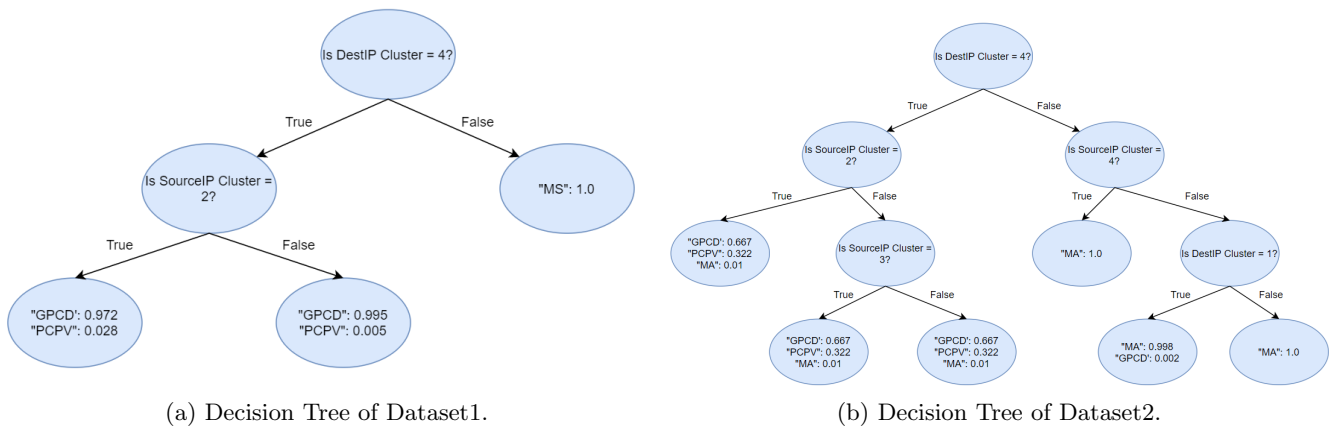 Is DestIP Cluster = 4?
True
False
Is SourceIP Cluster =
2?
"MS": 1.0
True
False
"GPCD': 0.972
"PCPV": 0.028
"GPCD": 0.995
"PCPV": 0.005
(a) Decision Tree of Dataset1.
Is DestIP Cluster = 4?
True
False
Is SourceIP Cluster =
2?
Is SourceIP Cluster =
4?
True
False
True
False
"GPCD': 0.667
"PCPV": 0.322
"MA": 0.01
Is SourceIP Cluster =
3?
"MA": 1.0
Is DestIP Cluster = 1?
True
False
True
False
"GPCD': 0.667
"PCPV": 0.322
"MA": 0.01
"GPCD': 0.667
"PCPV": 0.322
"MA": 0.01
"MA": 0.998
"GPCD': 0.002
"MA": 1.0
(b) Decision Tree of Dataset2.